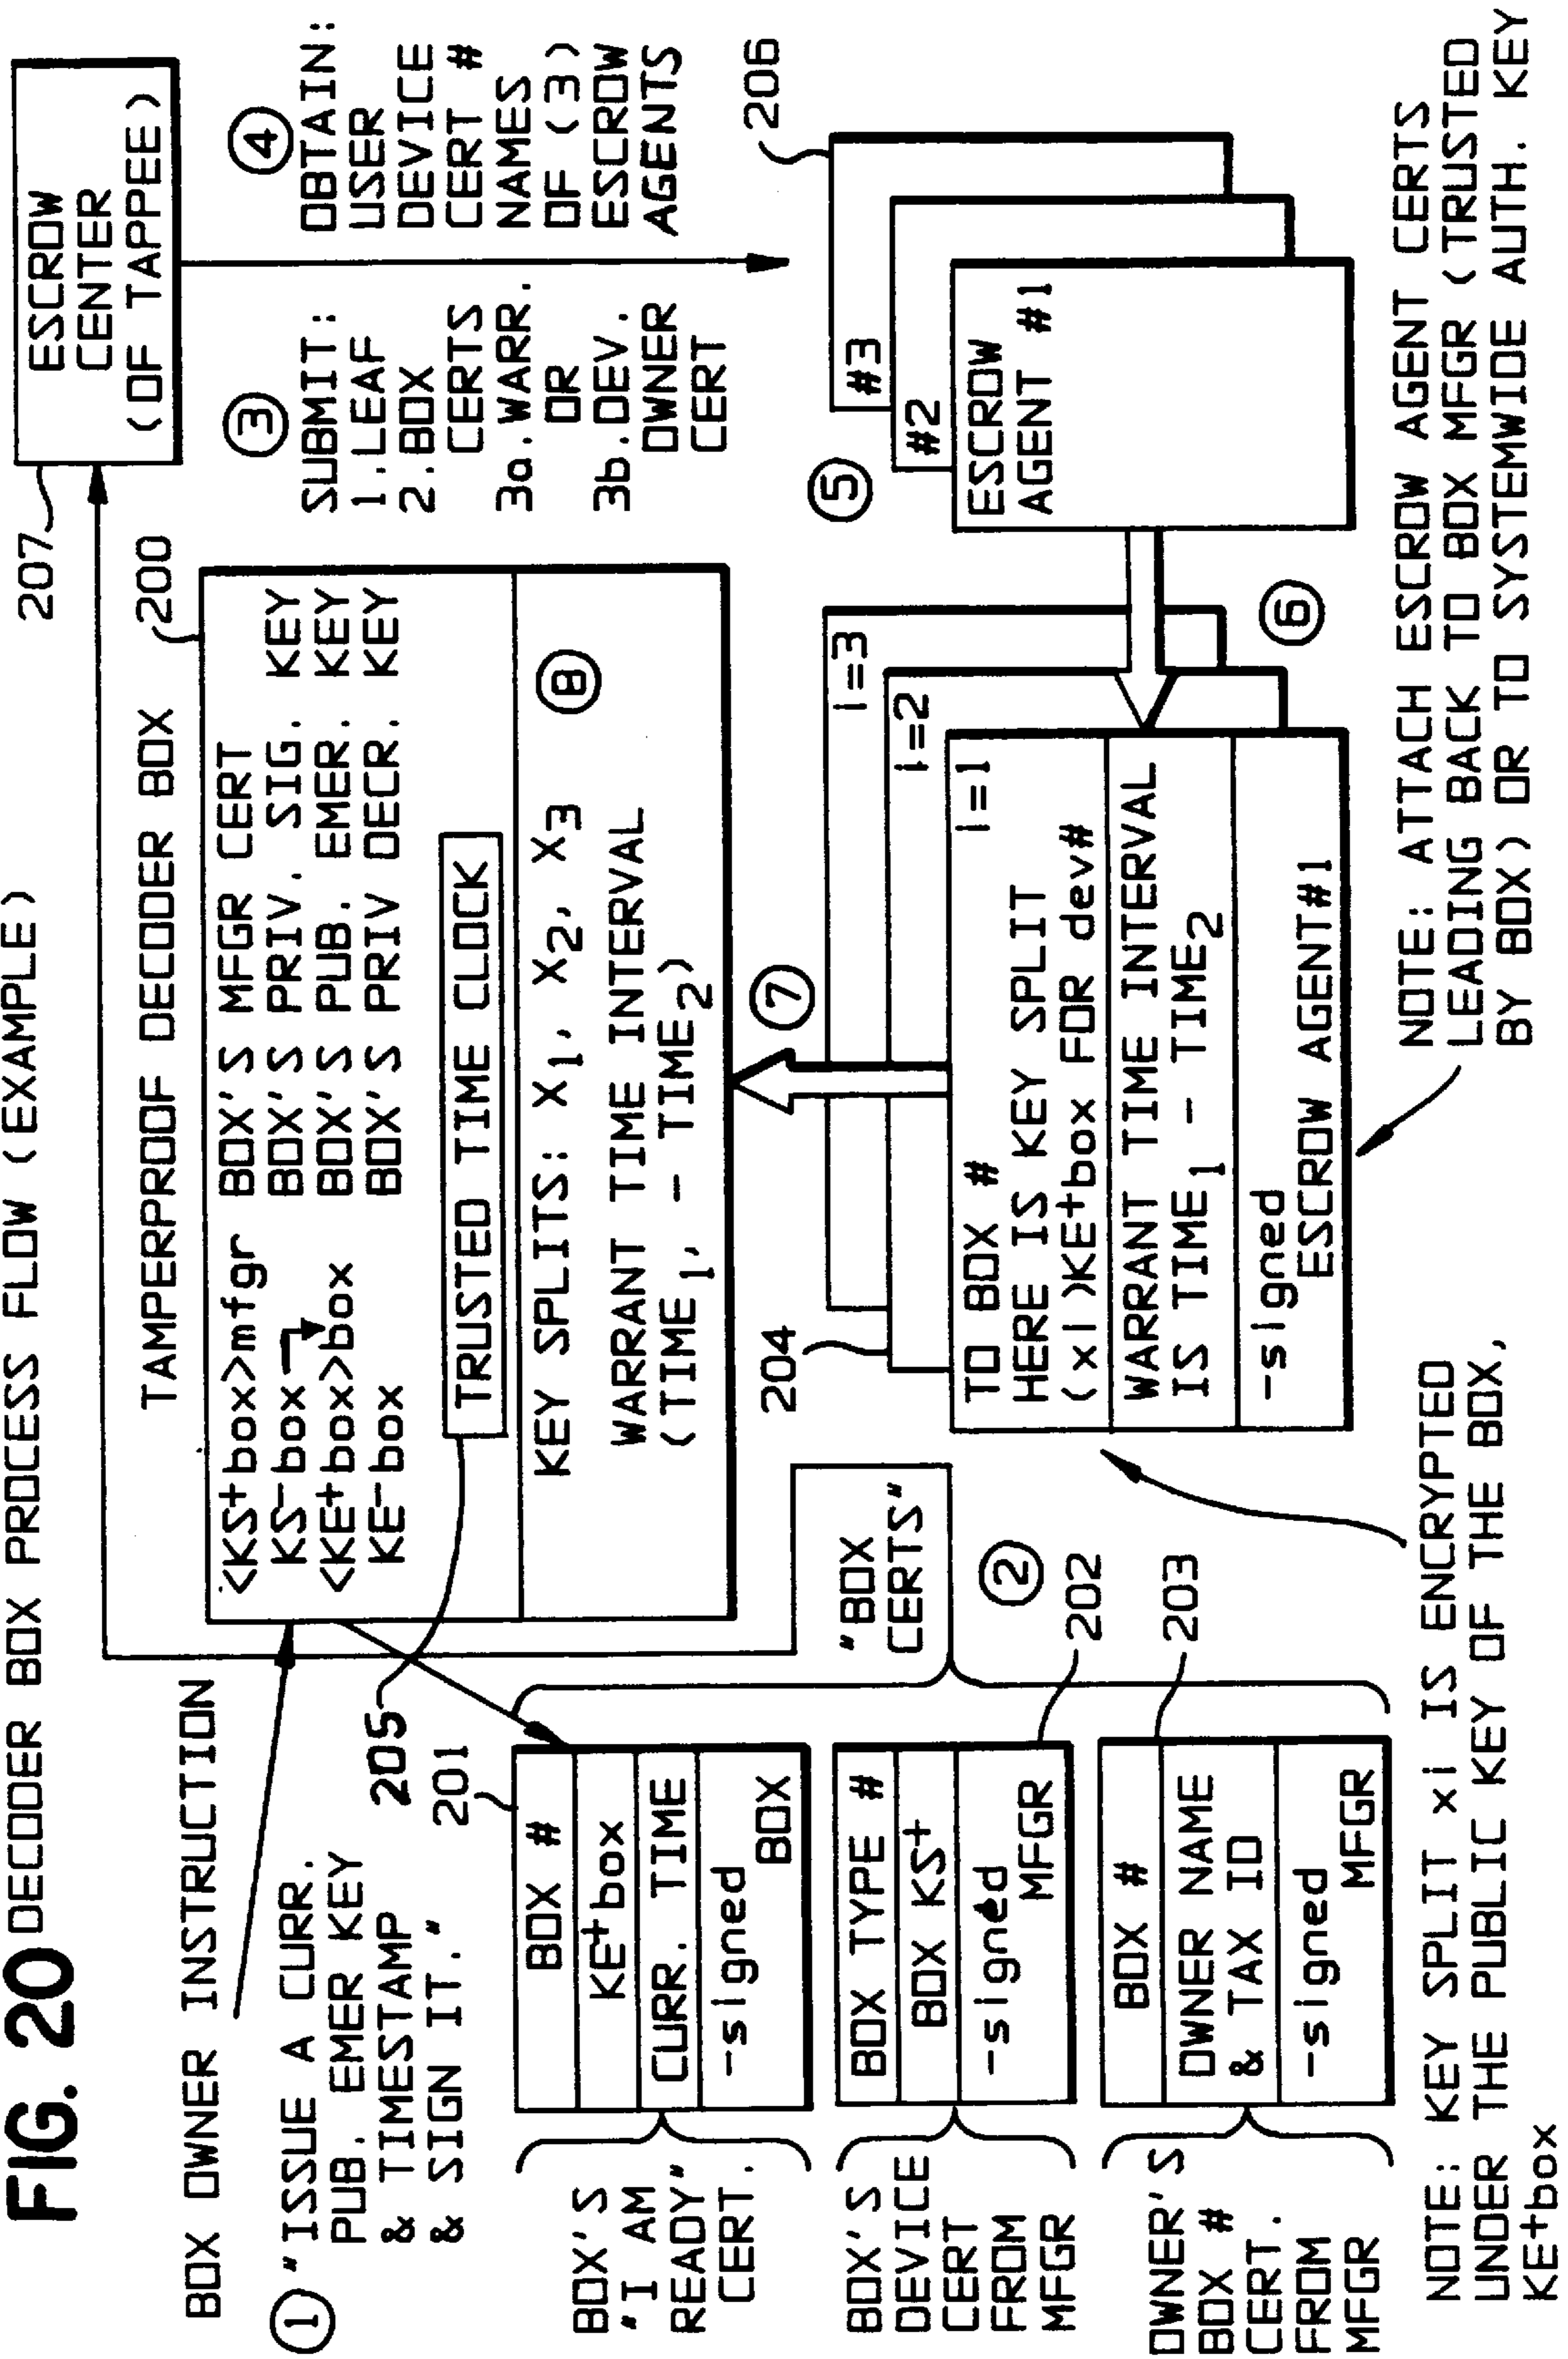 FIG. 20 DECODER BOX PROCESS FLOW (EXAMPLE)
BOX OWNER INSTRUCTION
1 "ISSUE A CURR.
PUB. EMER KEY
& TIMESTAMP
& SIGN IT."
205
201
TAMPERPROOF DECODER BOX
200
<KS+box>mfgr BOX'S MFGR CERT
KS-box BOX'S PRIV. SIG. KEY
<KE+box>box BOX'S PUB. EMER. KEY
KE-box BOX'S PRIV DECR. KEY
TRUSTED TIME CLOCK
KEY SPLITS: X1, X2, X3
8
WARRANT TIME INTERVAL
(TIME1, - TIME2)
207
ESCROW
CENTER
(OF TAPPEE)
3
SUBMIT:
1.LEAF
2.BOX
CERTS
3a.WARR.
OR
3b.DEV.
OWNER
CERT
4
OBTAIN:
USER
DEVICE
CERT #
NAMES
OF (3)
ESCROW
AGENTS
BOX'S
"I AM
READY"
CERT.
BOX #
KE+box
CURR. TIME
-signed
BOX
BOX'S
DEVICE
CERT
FROM
MFGR
BOX TYPE #
BOX KS+
-signed
MFGR
202
OWNER'S
BOX #
CERT.
FROM
MFGR
BOX #
OWNER NAME
& TAX ID
-signed
MFGR
203
"BOX
CERTS"
2
204
7
i=3
i=2
i=1
TO BOX #
HERE IS KEY SPLIT
(xi)KE+box FOR dev#
WARRANT TIME INTERVAL
IS TIME1 - TIME2
-signed
ESCROW AGENT#1
6
5
206
#3
#2
ESCROW
AGENT #1
NOTE: KEY SPLIT xi IS ENCRYPTED
UNDER THE PUBLIC KEY OF THE BOX,
KE+box
NOTE: ATTACH ESCROW AGENT CERTS
LEADING BACK TO BOX MFGR (TRUSTED
BY BOX) OR TO SYSTEMWIDE AUTH. KEY